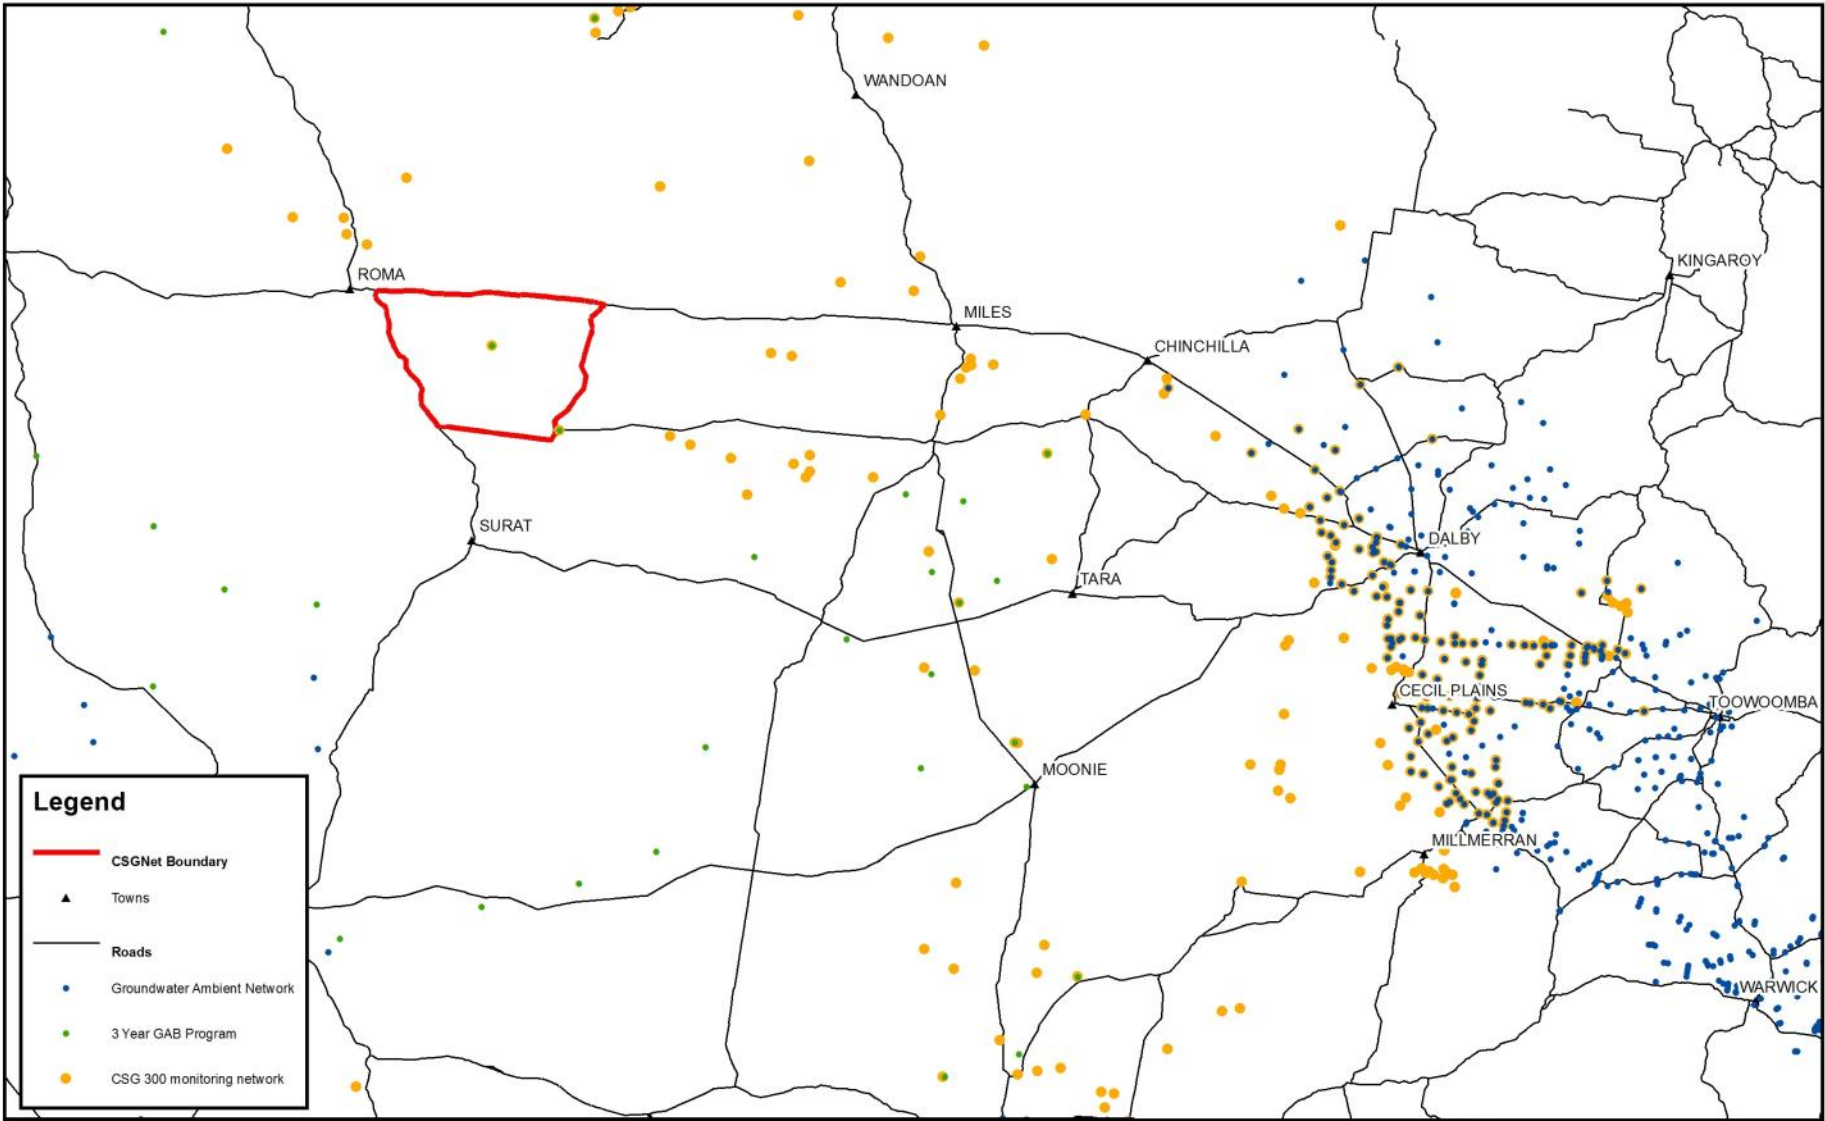 WANDOAN
KINGAROY
ROMA
MILES
CHINCHILLA
SURAT
DALBY
TARA
CECIL PLAINS
TOOWOOMBA
MOONIE
MILLMERRAN
WARWICK
Legend
CSGNet Boundary
Towns
Roads
Groundwater Ambient Network
3 Year GAB Program
CSG 300 monitoring network